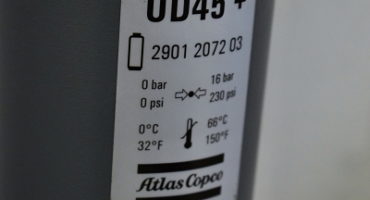 UD45 +
2901 2072 03
0 bar 16 bar
0 psi 230 psi
0°C 66°C
32°F 150°F
Atlas Copco